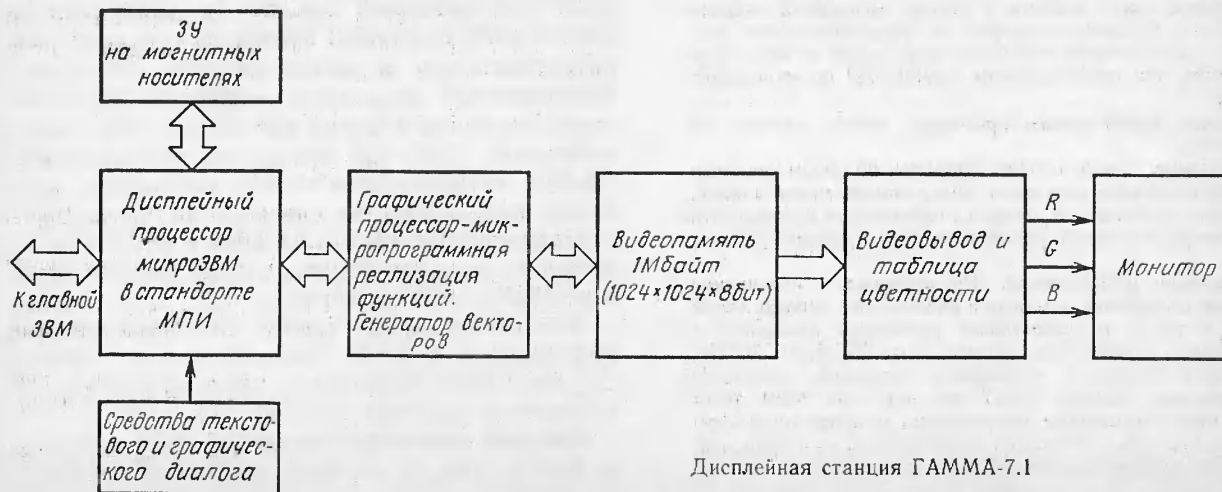 ЗУ
на магнитных
носителях
Дисплейный
процессор
микроЭВМ
в стандарте
МПИ
К главной
ЭВМ
Средства тексто-
вого и графичес-
кого диалога
Графический
процессор-мик-
ропрограммная
реализация
функций.
Генератор векто-
ров
Видеопамять
1Мбайт
(1024×1024×8бит)
Видеовывод и
таблица
цветности
R
G
B
Монитор
Дисплейная станция ГАММА-7.1